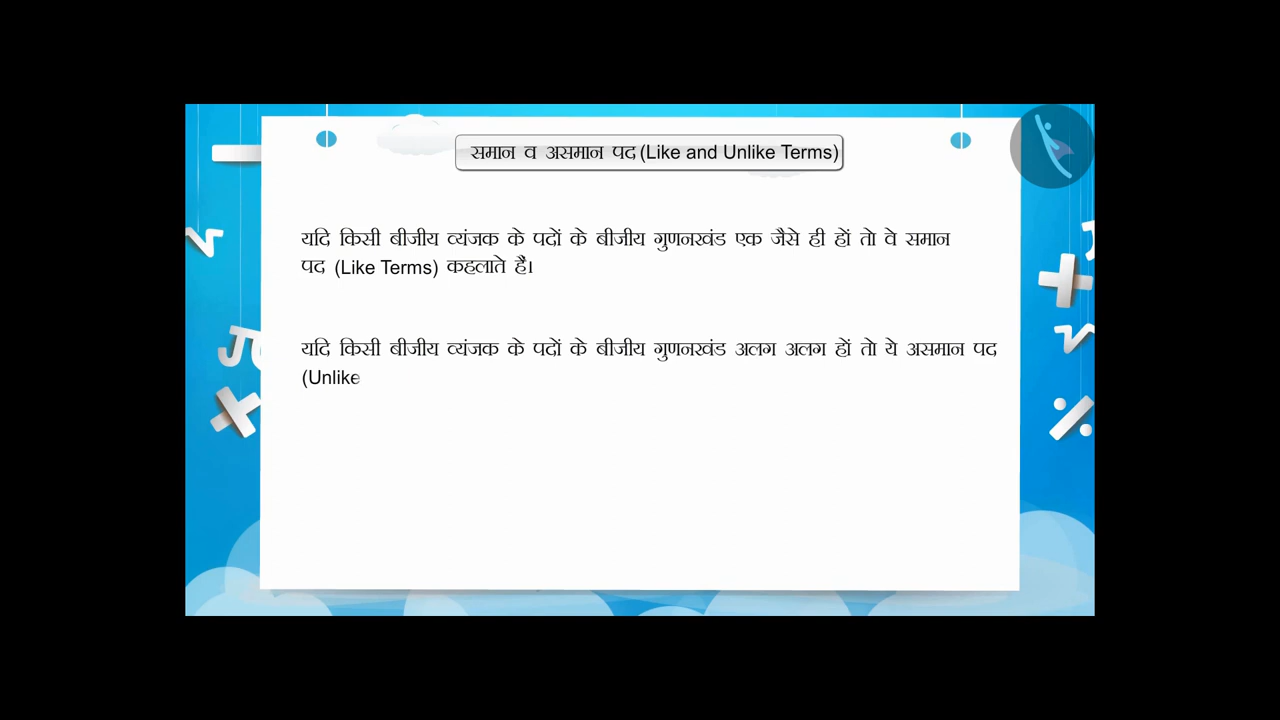 समान व असमान पद (Like and Unlike Terms)
यदि किसी बीजीय व्यंजक के पदों के बीजीय गुणनखंड एक जैसे ही हों तो वे समान
पद (Like Terms) कहलाते हैं।
यदि किसी बीजीय व्यंजक के पदों के बीजीय गुणनखंड अलग अलग हों तो ये असमान पद
(Unlike